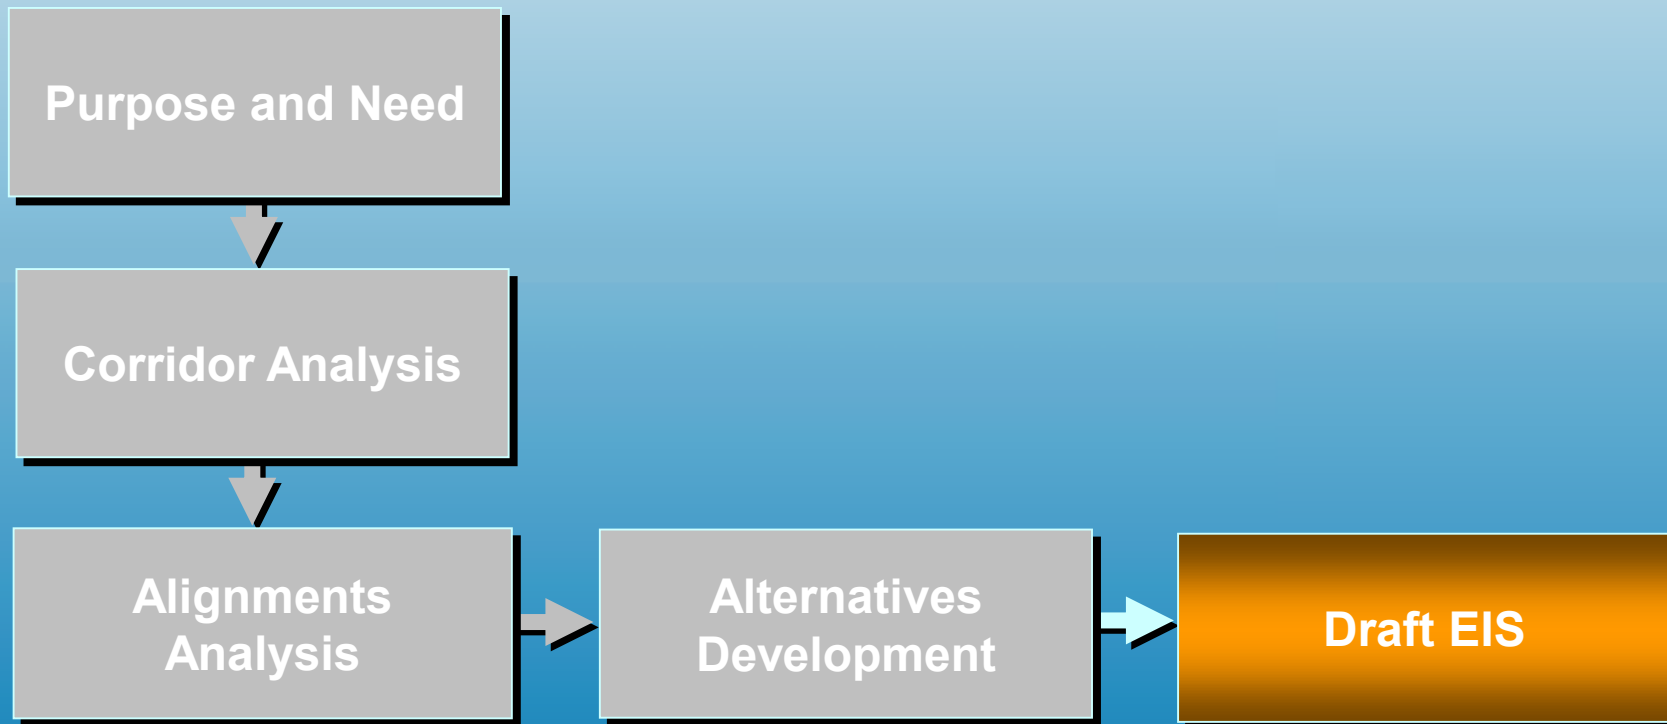 Purpose and Need
Corridor Analysis
Alignments
Analysis
Alternatives
Development
Draft EIS